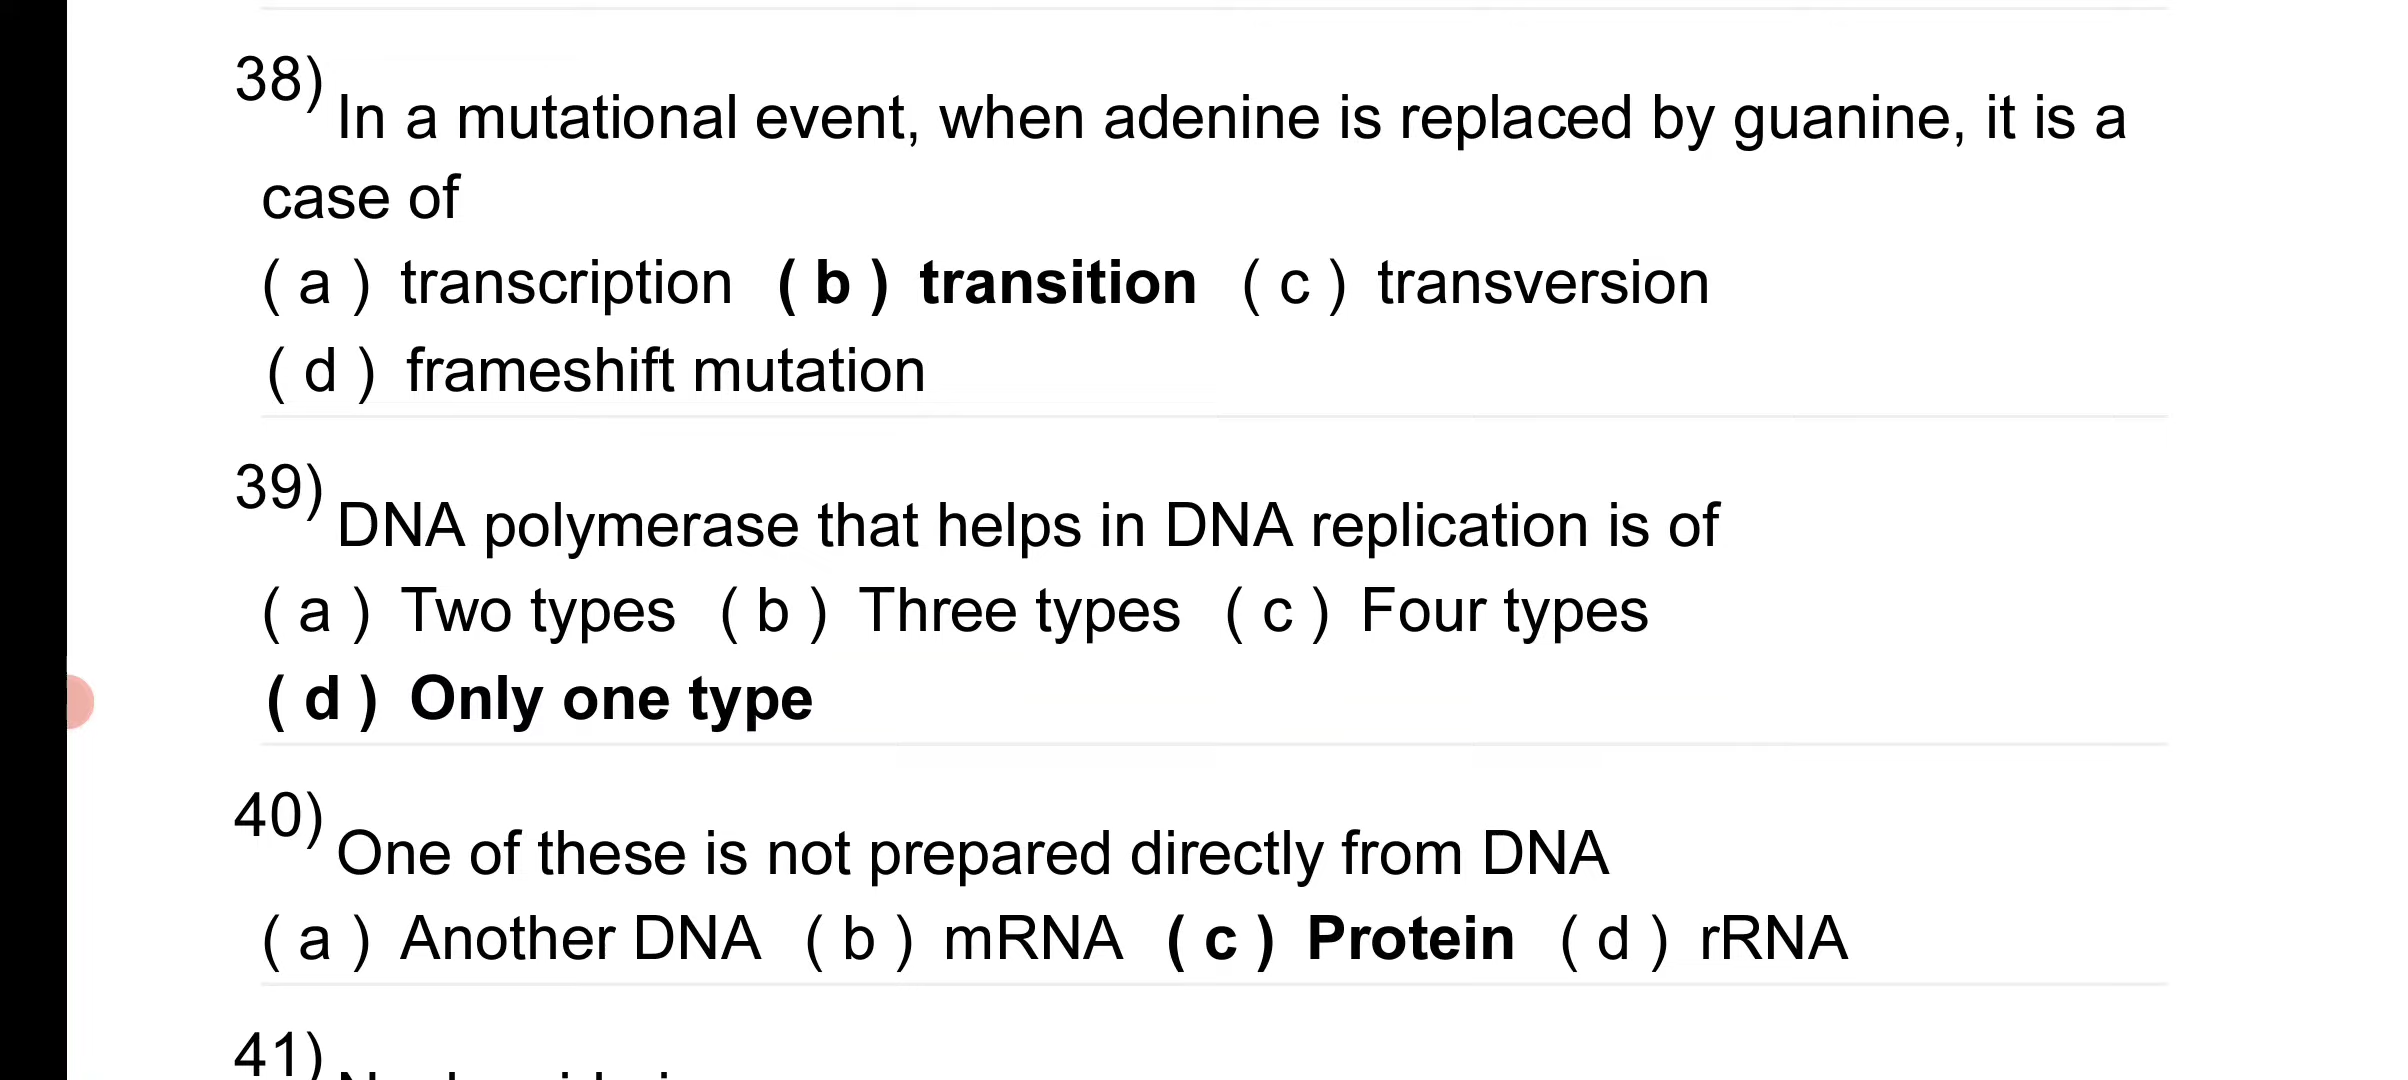 38) In a mutational event, when adenine is replaced by guanine, it is a
case of
( a ) transcription ( b ) transition ( c ) transversion
( d ) frameshift mutation
39) DNA polymerase that helps in DNA replication is of
( a ) Two types ( b ) Three types ( c ) Four types
( d ) Only one type
40) One of these is not prepared directly from DNA
( a ) Another DNA ( b ) mRNA ( c ) Protein ( d ) rRNA
41)